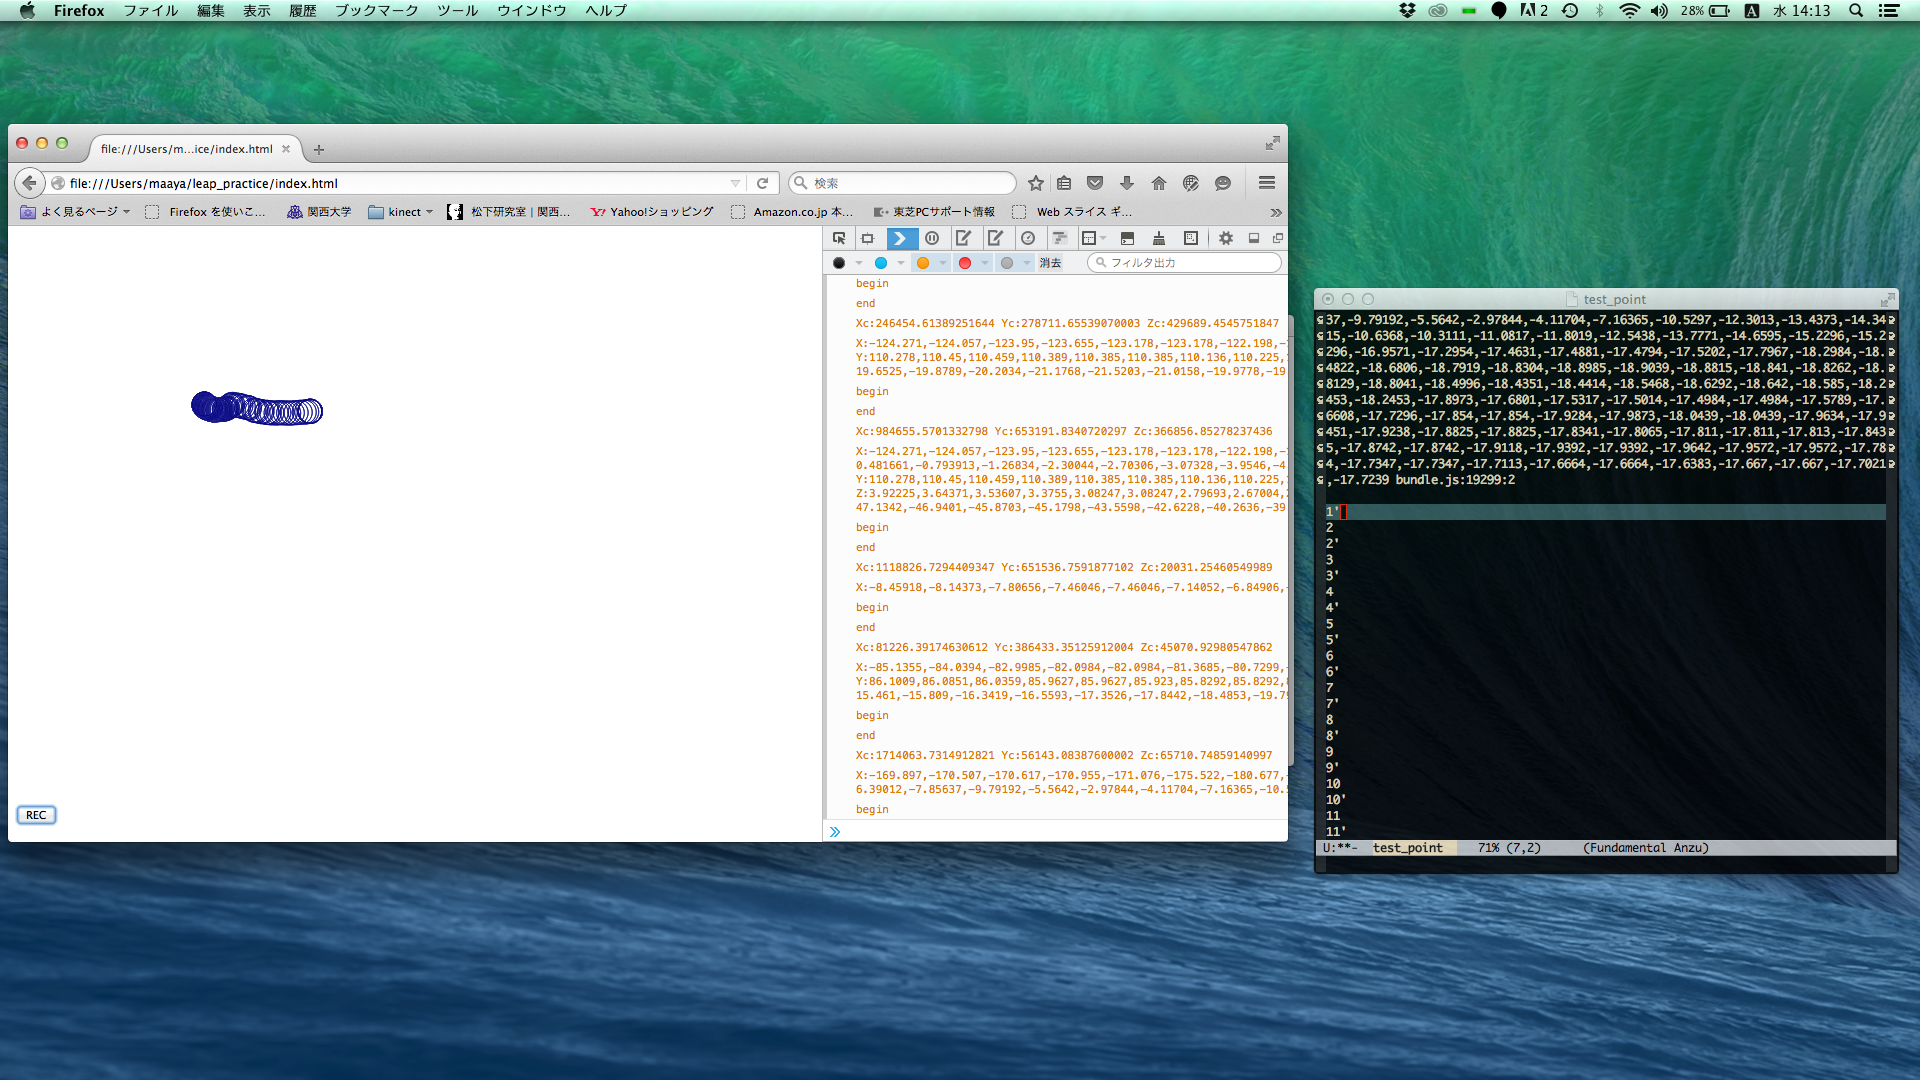 Firefox ファイル 編集 表示 履歴 ブックマーク ツール ウインドウ ヘルプ
2 28% A 水 14:13
file:///Users/m...ice/index.html
file:///Users/maaya/leap_practice/index.html
検索
よく見るページ Firefox を使いこ... 関西大学 kinect 松下研究室 | 関西... Yahoo!ショッピング Amazon.co.jp 本... 東芝PCサポート情報 Web スライス ギ...
消去 フィルタ出力
begin
end
Xc:246454.61389251644 Yc:278711.65539070003 Zc:429689.4545751847
X:-124.271,-124.057,-123.95,-123.655,-123.178,-123.178,-122.198,-
Y:110.278,110.45,110.459,110.389,110.385,110.385,110.136,110.225,
19.6525,-19.8789,-20.2034,-21.1768,-21.5203,-21.0158,-19.9778,-19
begin
end
Xc:984655.5701332798 Yc:653191.8340720297 Zc:366856.85278237436
X:-124.271,-124.057,-123.95,-123.655,-123.178,-123.178,-122.198,-
0.481661,-0.793913,-1.26834,-2.30044,-2.70306,-3.07328,-3.9546,-4
Y:110.278,110.45,110.459,110.389,110.385,110.385,110.136,110.225,
Z:3.92225,3.64371,3.53607,3.3755,3.08247,3.08247,2.79693,2.67004,
47.1342,-46.9401,-45.8703,-45.1798,-43.5598,-42.6228,-40.2636,-39
begin
end
Xc:1118826.7294409347 Yc:651536.7591877102 Zc:20031.25460549989
X:-8.45918,-8.14373,-7.80656,-7.46046,-7.46046,-7.14052,-6.84906,
begin
end
Xc:81226.39174630612 Yc:386433.35125912004 Zc:45070.92980547862
X:-85.1355,-84.0394,-82.9985,-82.0984,-82.0984,-81.3685,-80.7299,
Y:86.1009,86.0851,86.0359,85.9627,85.9627,85.923,85.8292,85.8292,
15.461,-15.809,-16.3419,-16.5593,-17.3526,-17.8442,-18.4853,-19.7
begin
end
Xc:1714063.7314912821 Yc:56143.08387600002 Zc:65710.74859140997
X:-169.897,-170.507,-170.617,-170.955,-171.076,-175.522,-180.677,
6.39012,-7.85637,-9.79192,-5.5642,-2.97844,-4.11704,-7.16365,-10.
begin
REC
test_point
37,-9.79192,-5.5642,-2.97844,-4.11704,-7.16365,-10.5297,-12.3013,-13.4373,-14.34
15,-10.6368,-10.3111,-11.0817,-11.8019,-12.5438,-13.7771,-14.6595,-15.2296,-15.2
296,-16.9571,-17.2954,-17.4631,-17.4881,-17.4794,-17.5202,-17.7967,-18.2984,-18.
4822,-18.6806,-18.7919,-18.8304,-18.8985,-18.9039,-18.8815,-18.841,-18.8262,-18.
8129,-18.8041,-18.4996,-18.4351,-18.4414,-18.5468,-18.6292,-18.642,-18.585,-18.2
453,-18.2453,-17.8973,-17.6801,-17.5317,-17.5014,-17.4984,-17.4984,-17.5789,-17.
6608,-17.7296,-17.854,-17.854,-17.9284,-17.9873,-18.0439,-18.0439,-17.9634,-17.9
451,-17.9238,-17.8825,-17.8825,-17.8341,-17.8065,-17.811,-17.811,-17.813,-17.843
5,-17.8742,-17.8742,-17.9118,-17.9392,-17.9392,-17.9642,-17.9572,-17.9572,-17.78
4,-17.7347,-17.7347,-17.7113,-17.6664,-17.6664,-17.6383,-17.667,-17.667,-17.7021
,-17.7239 bundle.js:19299:2
1'
2
2'
3
3'
4
4'
5
5'
6
6'
7
7'
8
8'
9
9'
10
10'
11
11'
U:**- test_point 71% (7,2) (Fundamental Anzu)